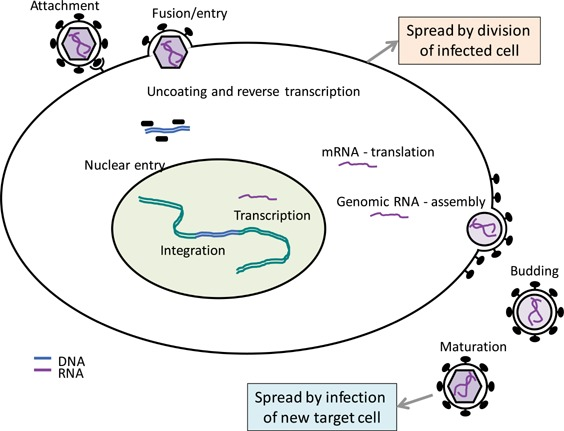 Attachment
Fusion/entry
Spread by division
of infected cell
Uncoating and reverse transcription
mRNA - translation
Nuclear entry
Genomic RNA - assembly
Transcription
Integration
Budding
Maturation
DNA
RNA
Spread by infection
of new target cell